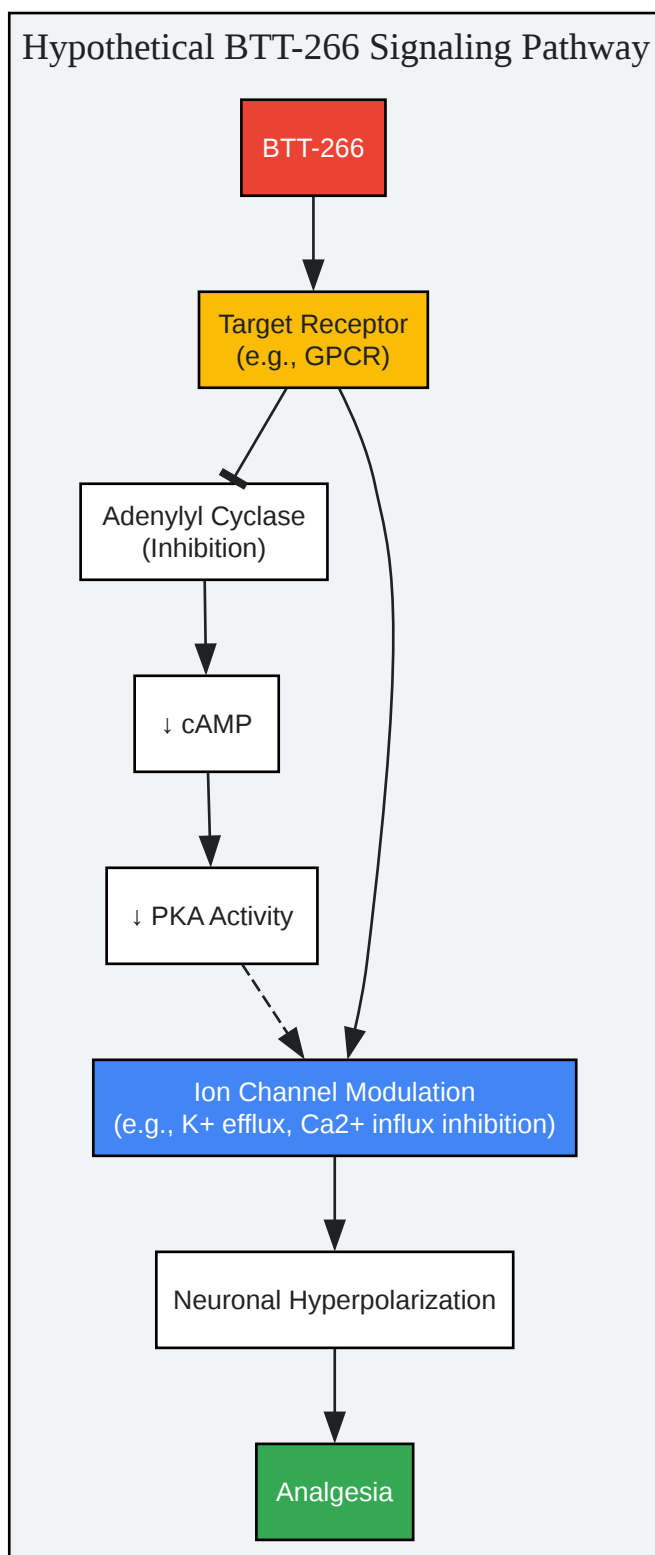 Hypothetical BTT-266 Signaling Pathway
BTT-266
Target Receptor
(e.g., GPCR)
Adenylyl Cyclase
(Inhibition)
↓ cAMP
↓ PKA Activity
Ion Channel Modulation
(e.g., K+ efflux, Ca2+ influx inhibition)
Neuronal Hyperpolarization
Analgesia